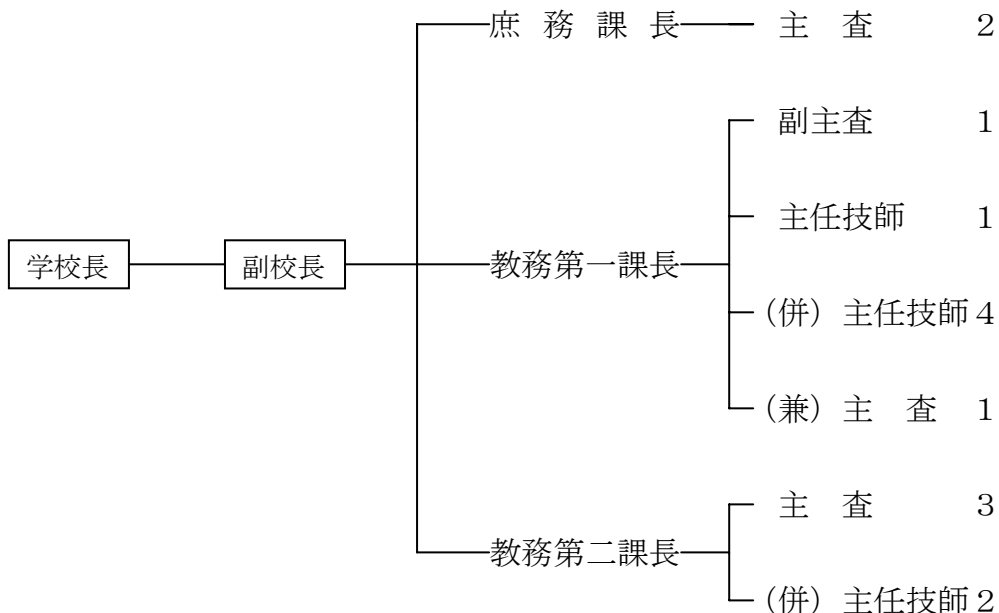 庶務課長 主査 2
副主査 1
主任技師 1
学校長 副校長 教務第一課長
(併)主任技師4
(兼)主査 1
主査 3
教務第二課長
(併)主任技師2